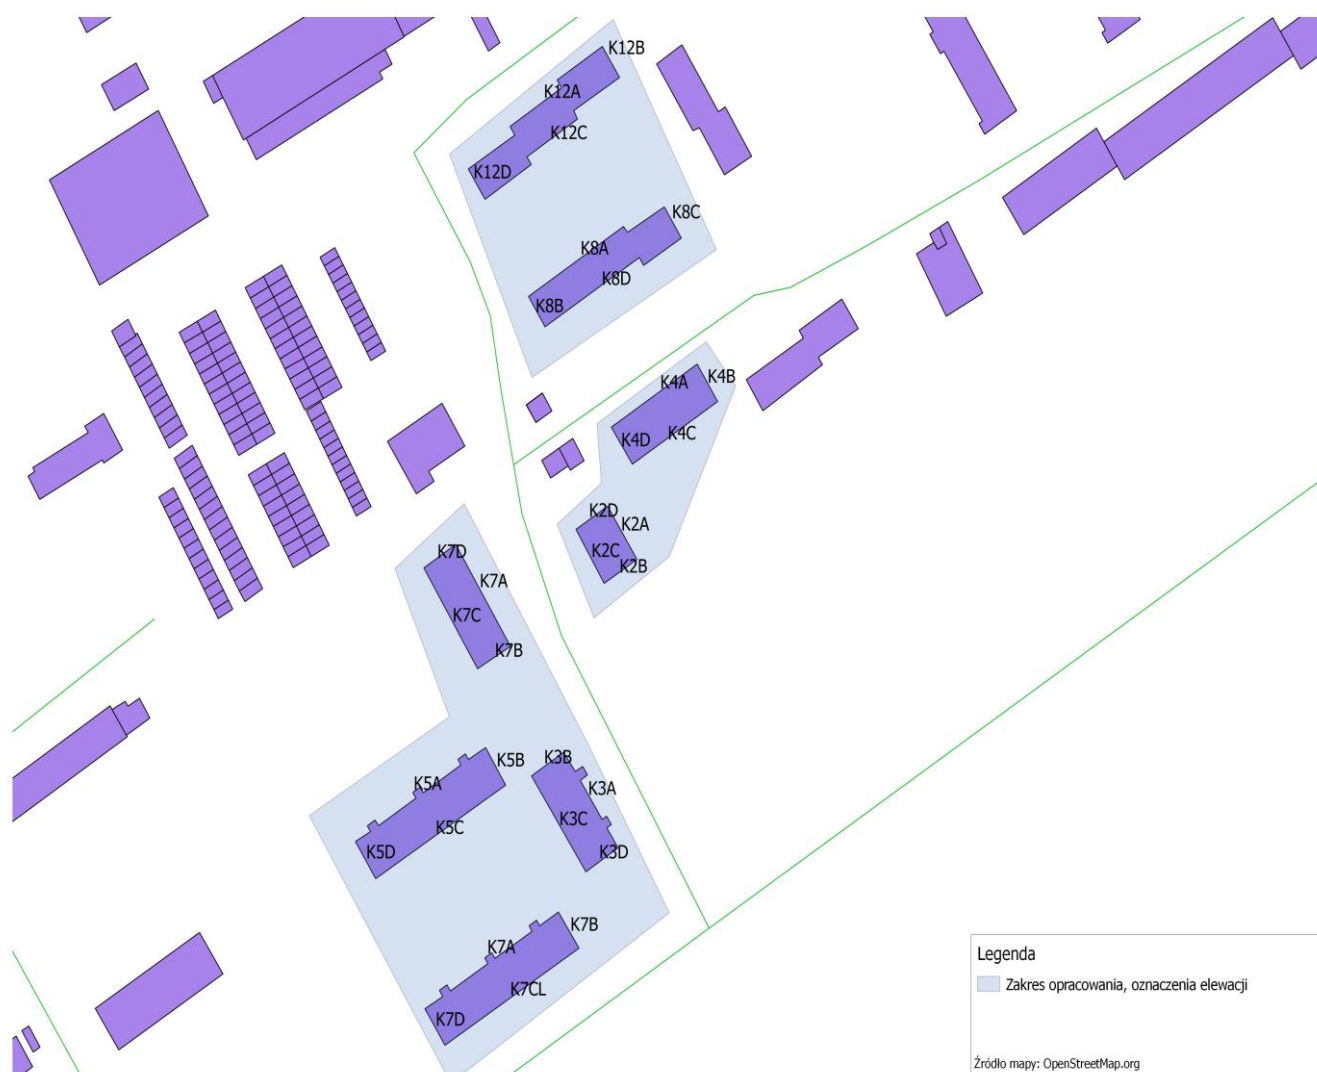 K12B
K12A
K12C
K12D
K8C
K8A
K8D
K8B
K4B
K4A
K4C
K4D
K2D
K2A
K2C
K2B
K7D
K7A
K7C
K7B
K5B
K3B
K5A
K3A
K3C
K5C
K5D
K3D
K7B
K7A
K7CL
K7D
Legenda
Zakres opracowania, oznaczenia elewacji
Źródło mapy: OpenStreetMap.org